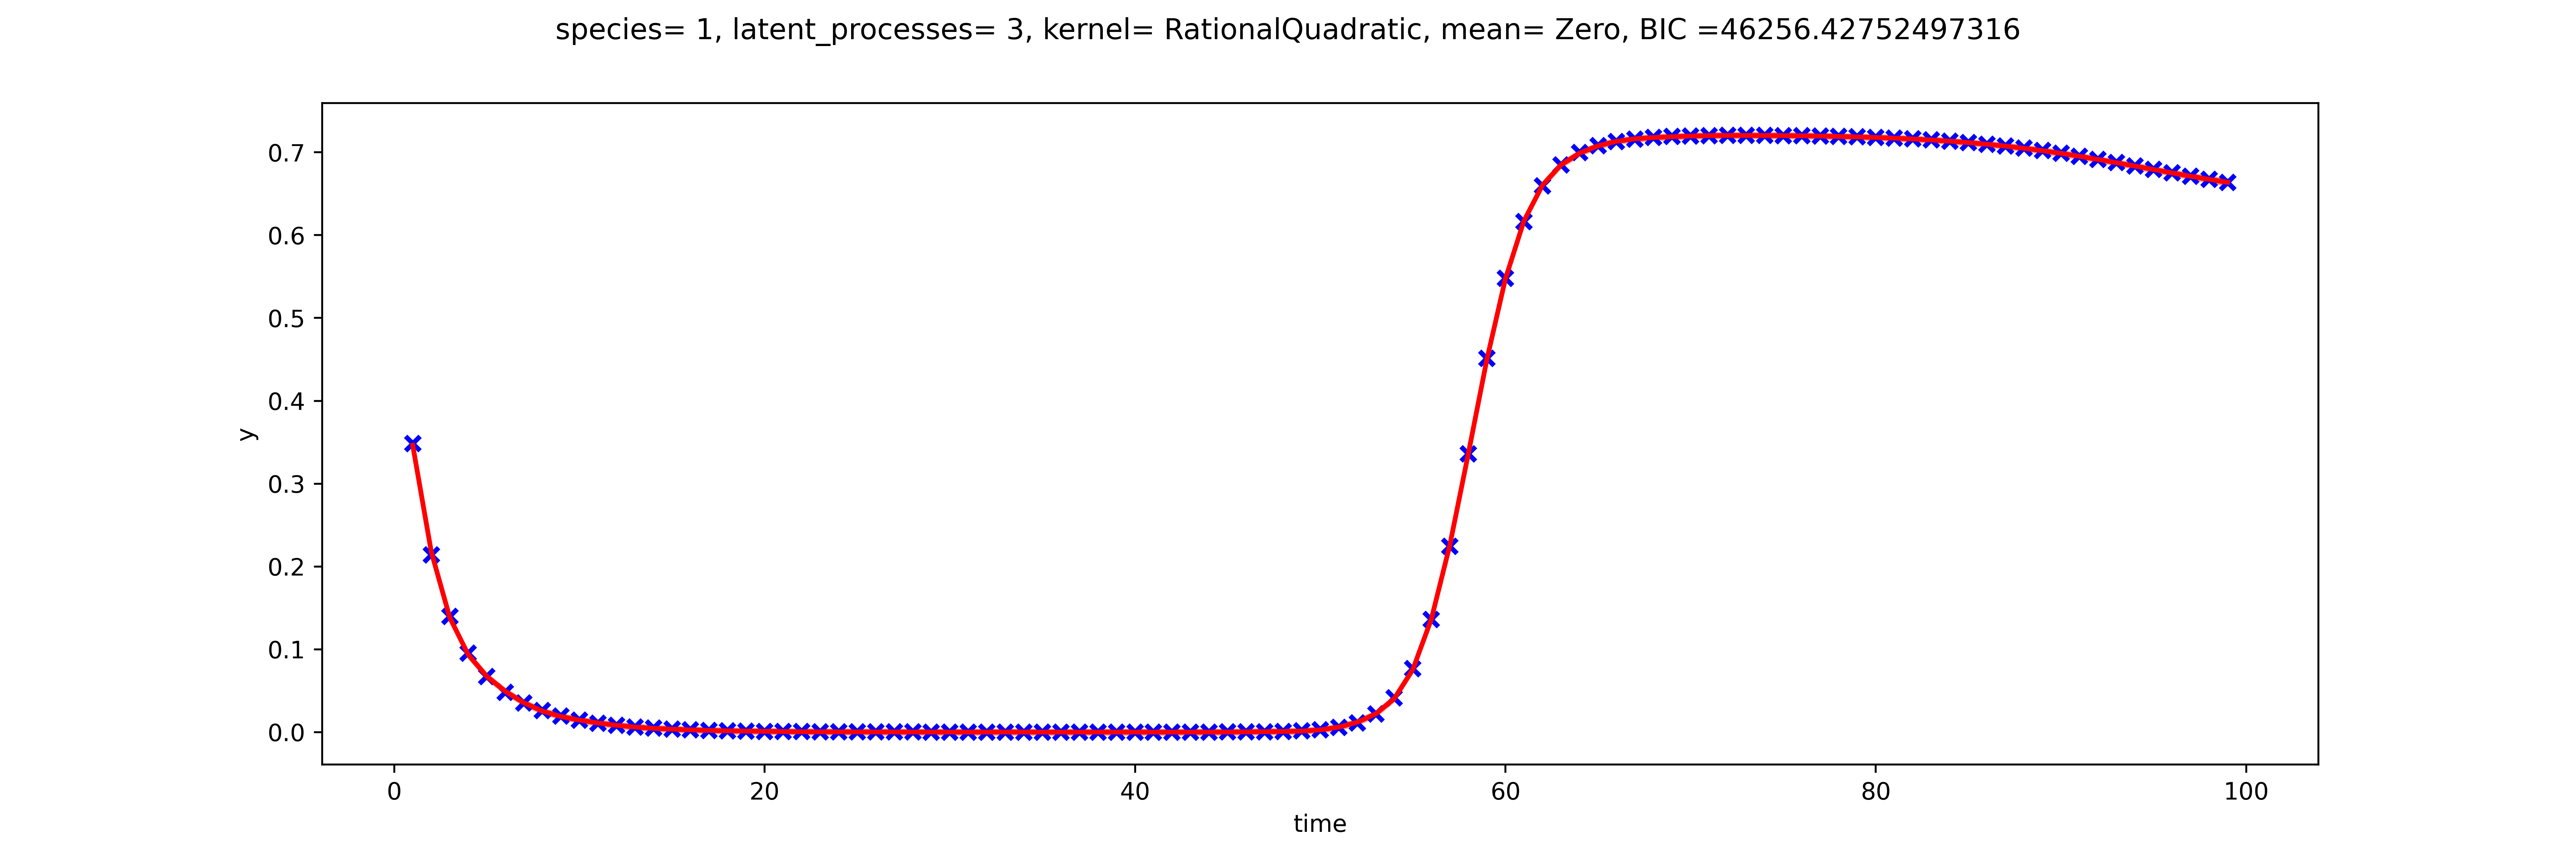 species= 1, latent_processes= 3, kernel= RationalQuadratic, mean= Zero, BIC =46256.42752497316
0.7
0.6
0.5
0.4
0.3
0.2
0.1
0.0
y
0 20 40 60 80 100
time